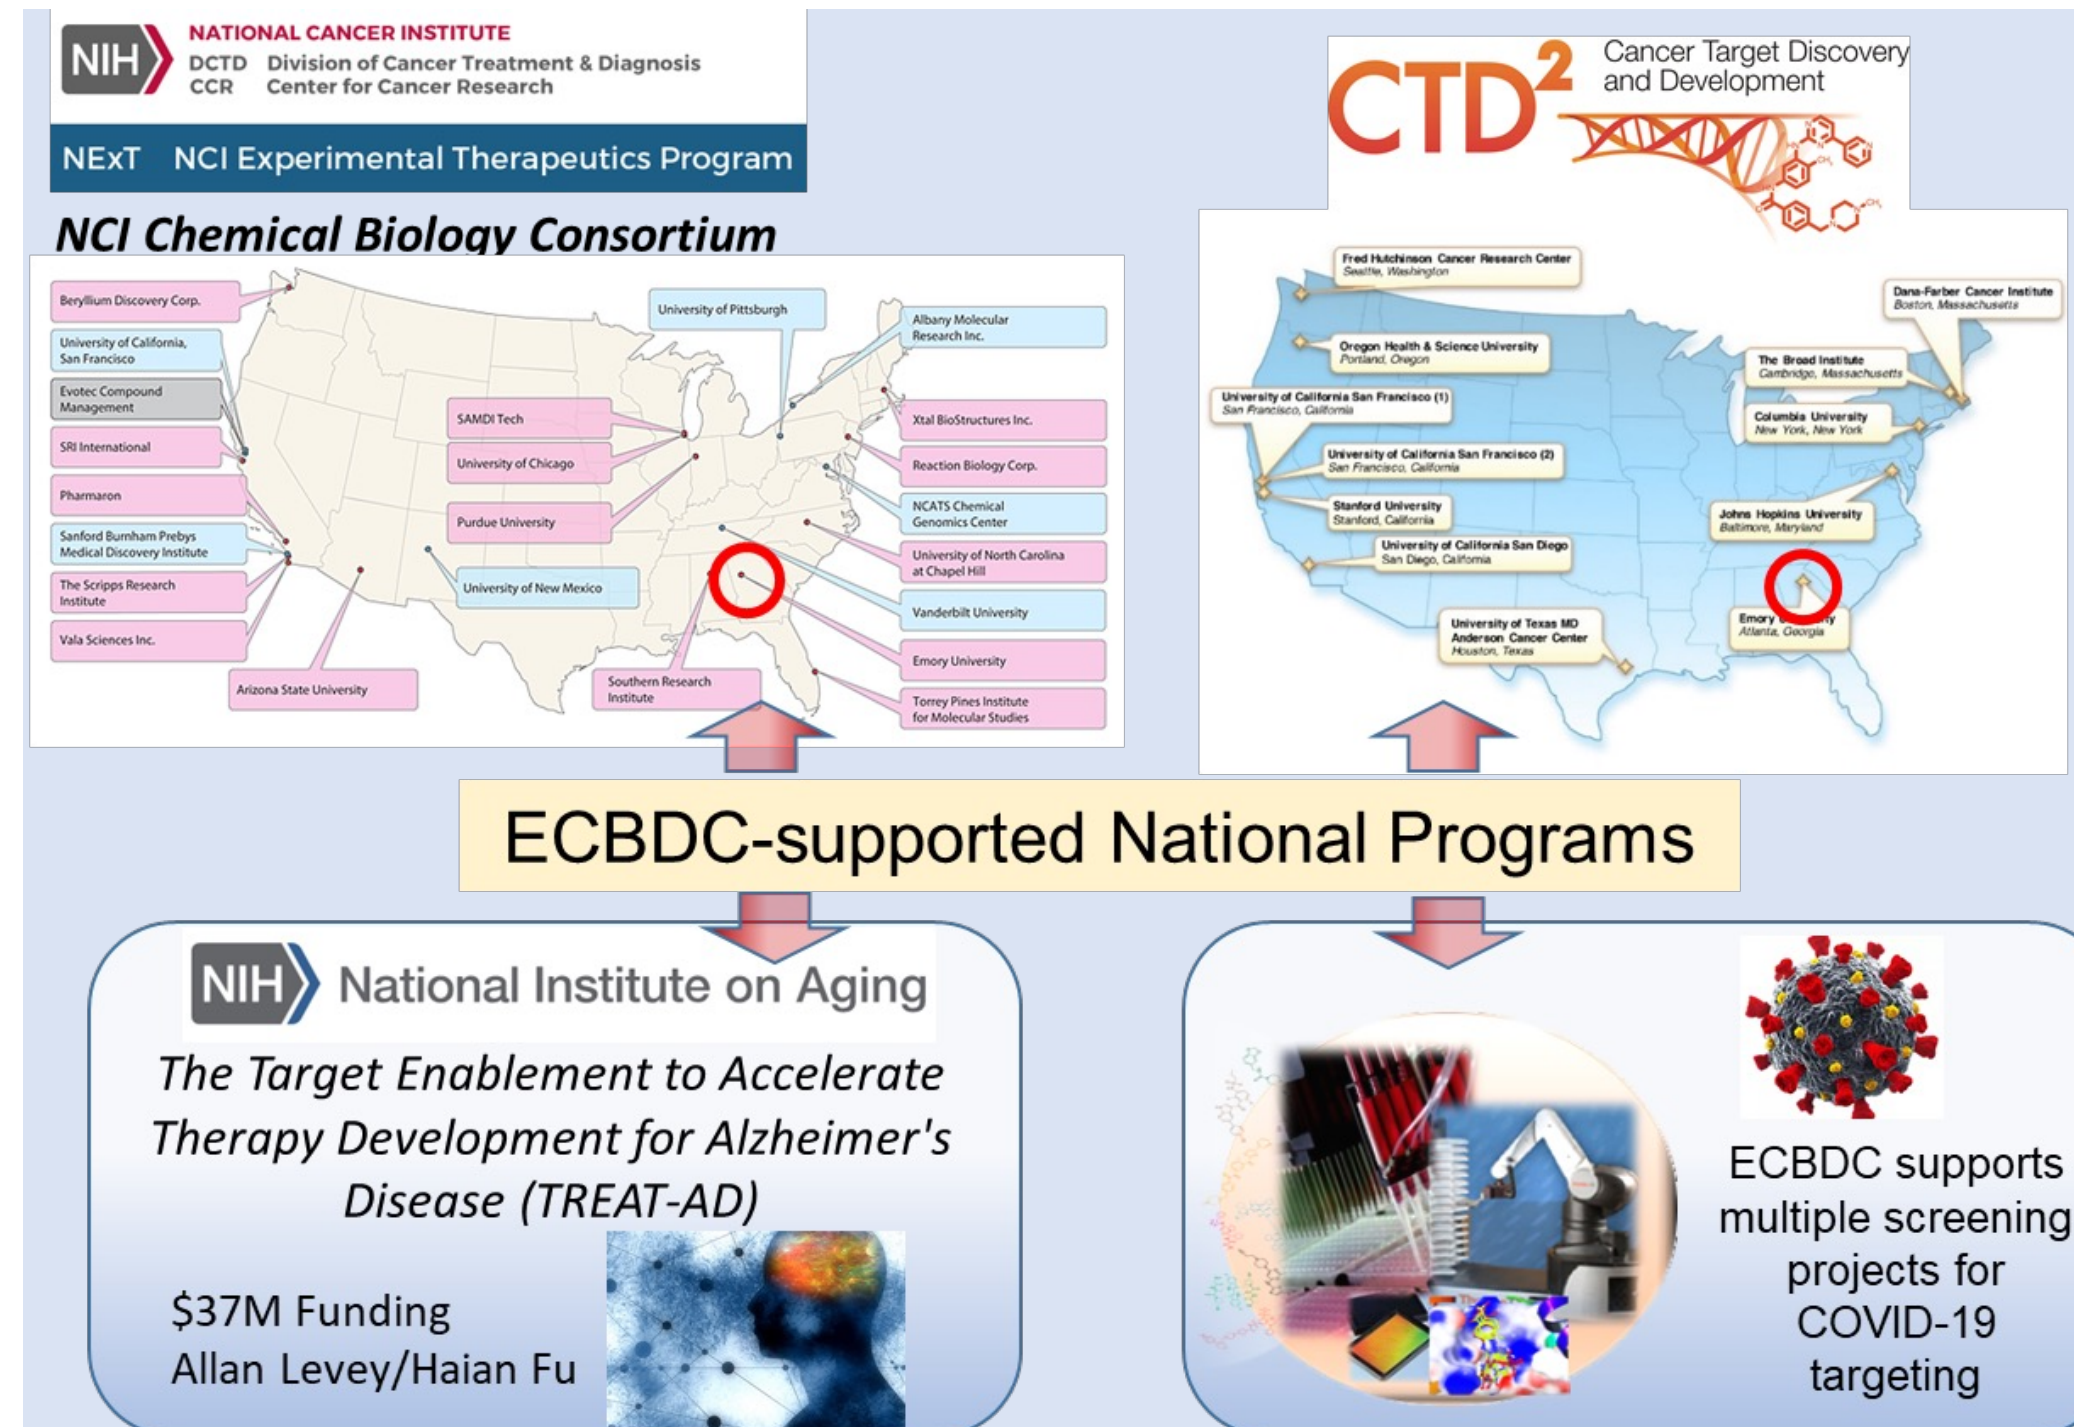 NIH
NATIONAL CANCER INSTITUTE
DCTD Division of Cancer Treatment & Diagnosis
CCR Center for Cancer Research
NExT NCI Experimental Therapeutics Program
NCI Chemical Biology Consortium
Beryllium Discovery Corp.
University of California,
San Francisco
Evotec Compound
Management
SRI International
Pharmaron
Sanford Burnham Prebys
Medical Discovery Institute
The Scripps Research
Institute
Vala Sciences Inc.
Arizona State University
SAMDI Tech
University of Chicago
Purdue University
University of New Mexico
Southern Research
Institute
University of Pittsburgh
Albany Molecular
Research Inc.
Xtal BioStructures Inc.
Reaction Biology Corp.
NCATS Chemical
Genomics Center
University of North Carolina
at Chapel Hill
Vanderbilt University
Emory University
Torrey Pines Institute
for Molecular Studies
CTD²
Cancer Target Discovery
and Development
Fred Hutchinson Cancer Research Center
Seattle, Washington
Oregon Health & Science University
Portland, Oregon
University of California San Francisco (1)
San Francisco, California
University of California San Francisco (2)
San Francisco, California
Stanford University
Stanford, California
University of California San Diego
San Diego, California
University of Texas MD
Anderson Cancer Center
Houston, Texas
Dana-Farber Cancer Institute
Boston, Massachusetts
The Broad Institute
Cambridge, Massachusetts
Columbia University
New York, New York
Johns Hopkins University
Baltimore, Maryland
Emory
Atlanta, Georgia
ECBDC-supported National Programs
NIH National Institute on Aging
The Target Enablement to Accelerate
Therapy Development for Alzheimer's
Disease (TREAT-AD)
$37M Funding
Allan Levey/Haian Fu
ECBDC supports
multiple screening
projects for
COVID-19
targeting